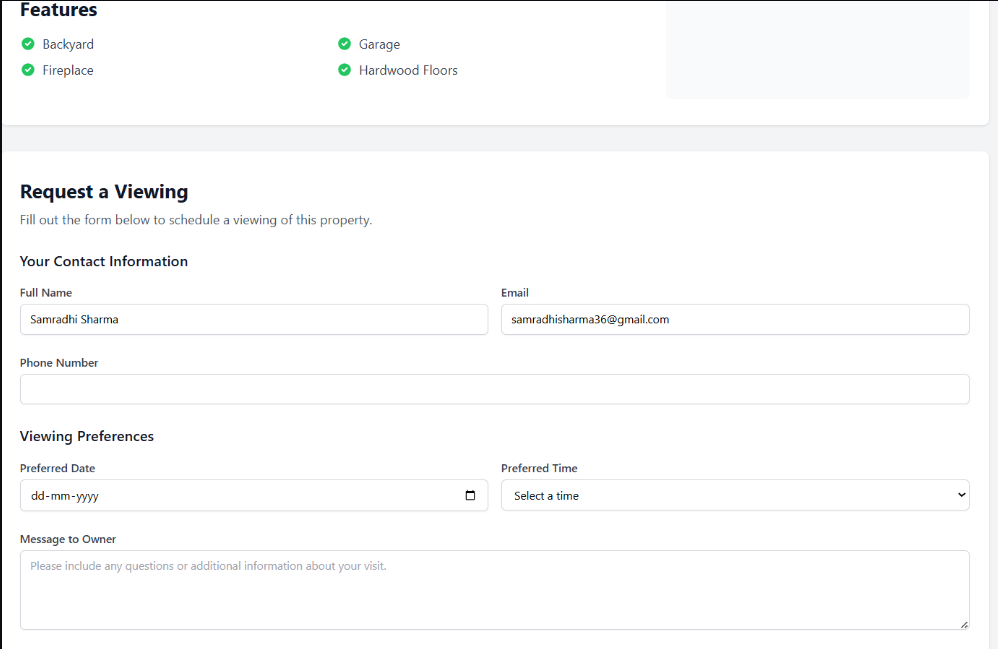 Features
Backyard
Garage
Fireplace
Hardwood Floors
Request a Viewing
Fill out the form below to schedule a viewing of this property.
Your Contact Information
Full Name
Email
Samradhi Sharma
samradhisharma36@gmail.com
Phone Number
Viewing Preferences
Preferred Date
Preferred Time
dd-mm-yyyy
Select a time
Message to Owner
Please include any questions or additional information about your visit.